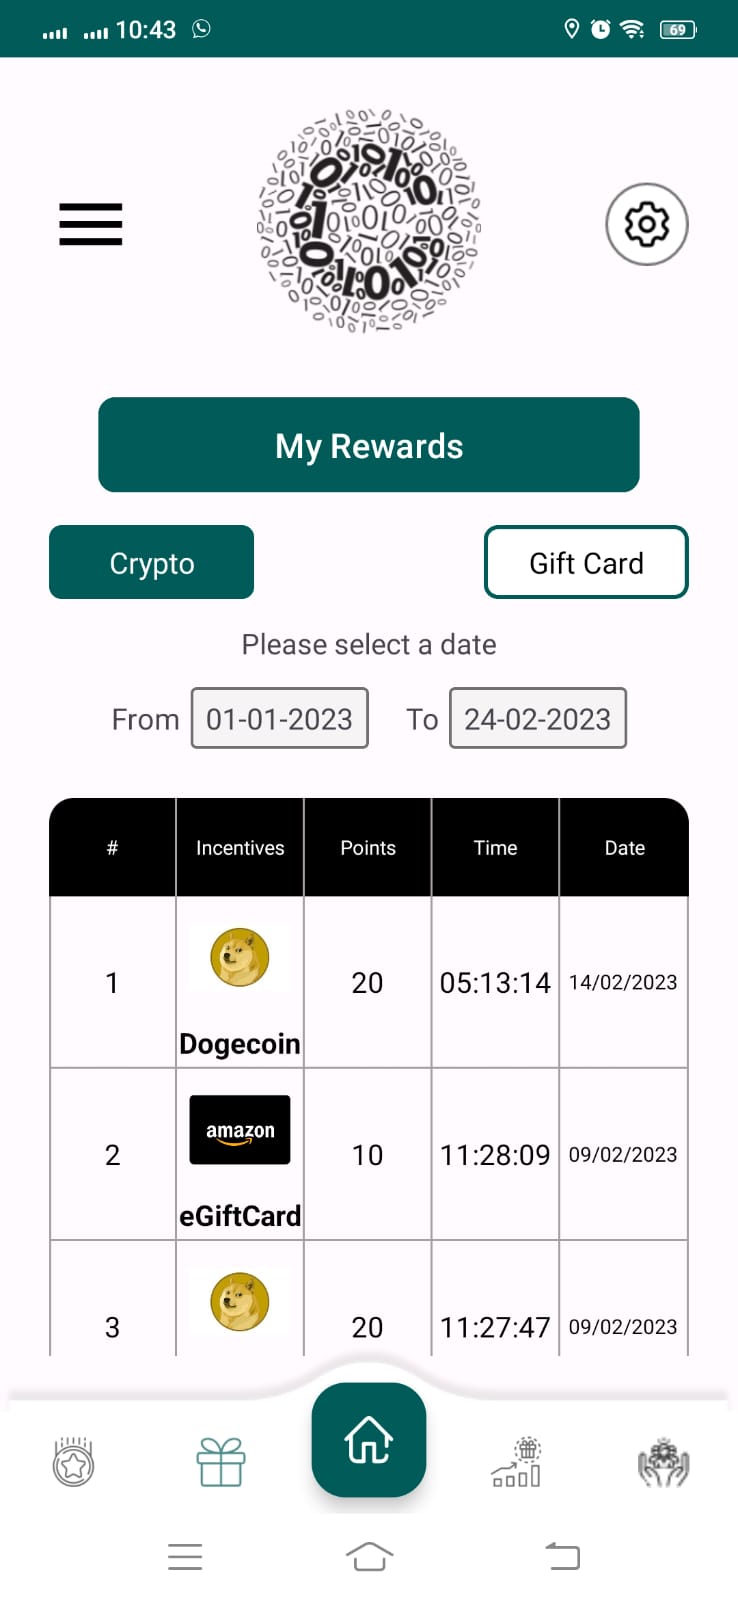 10:43
69
My Rewards
Crypto
Gift Card
Please select a date
From 01-01-2023 To 24-02-2023
# Incentives Points Time Date
1 Dogecoin 20 05:13:14 14/02/2023
amazon
2 eGiftCard 10 11:28:09 09/02/2023
3 20 11:27:47 09/02/2023